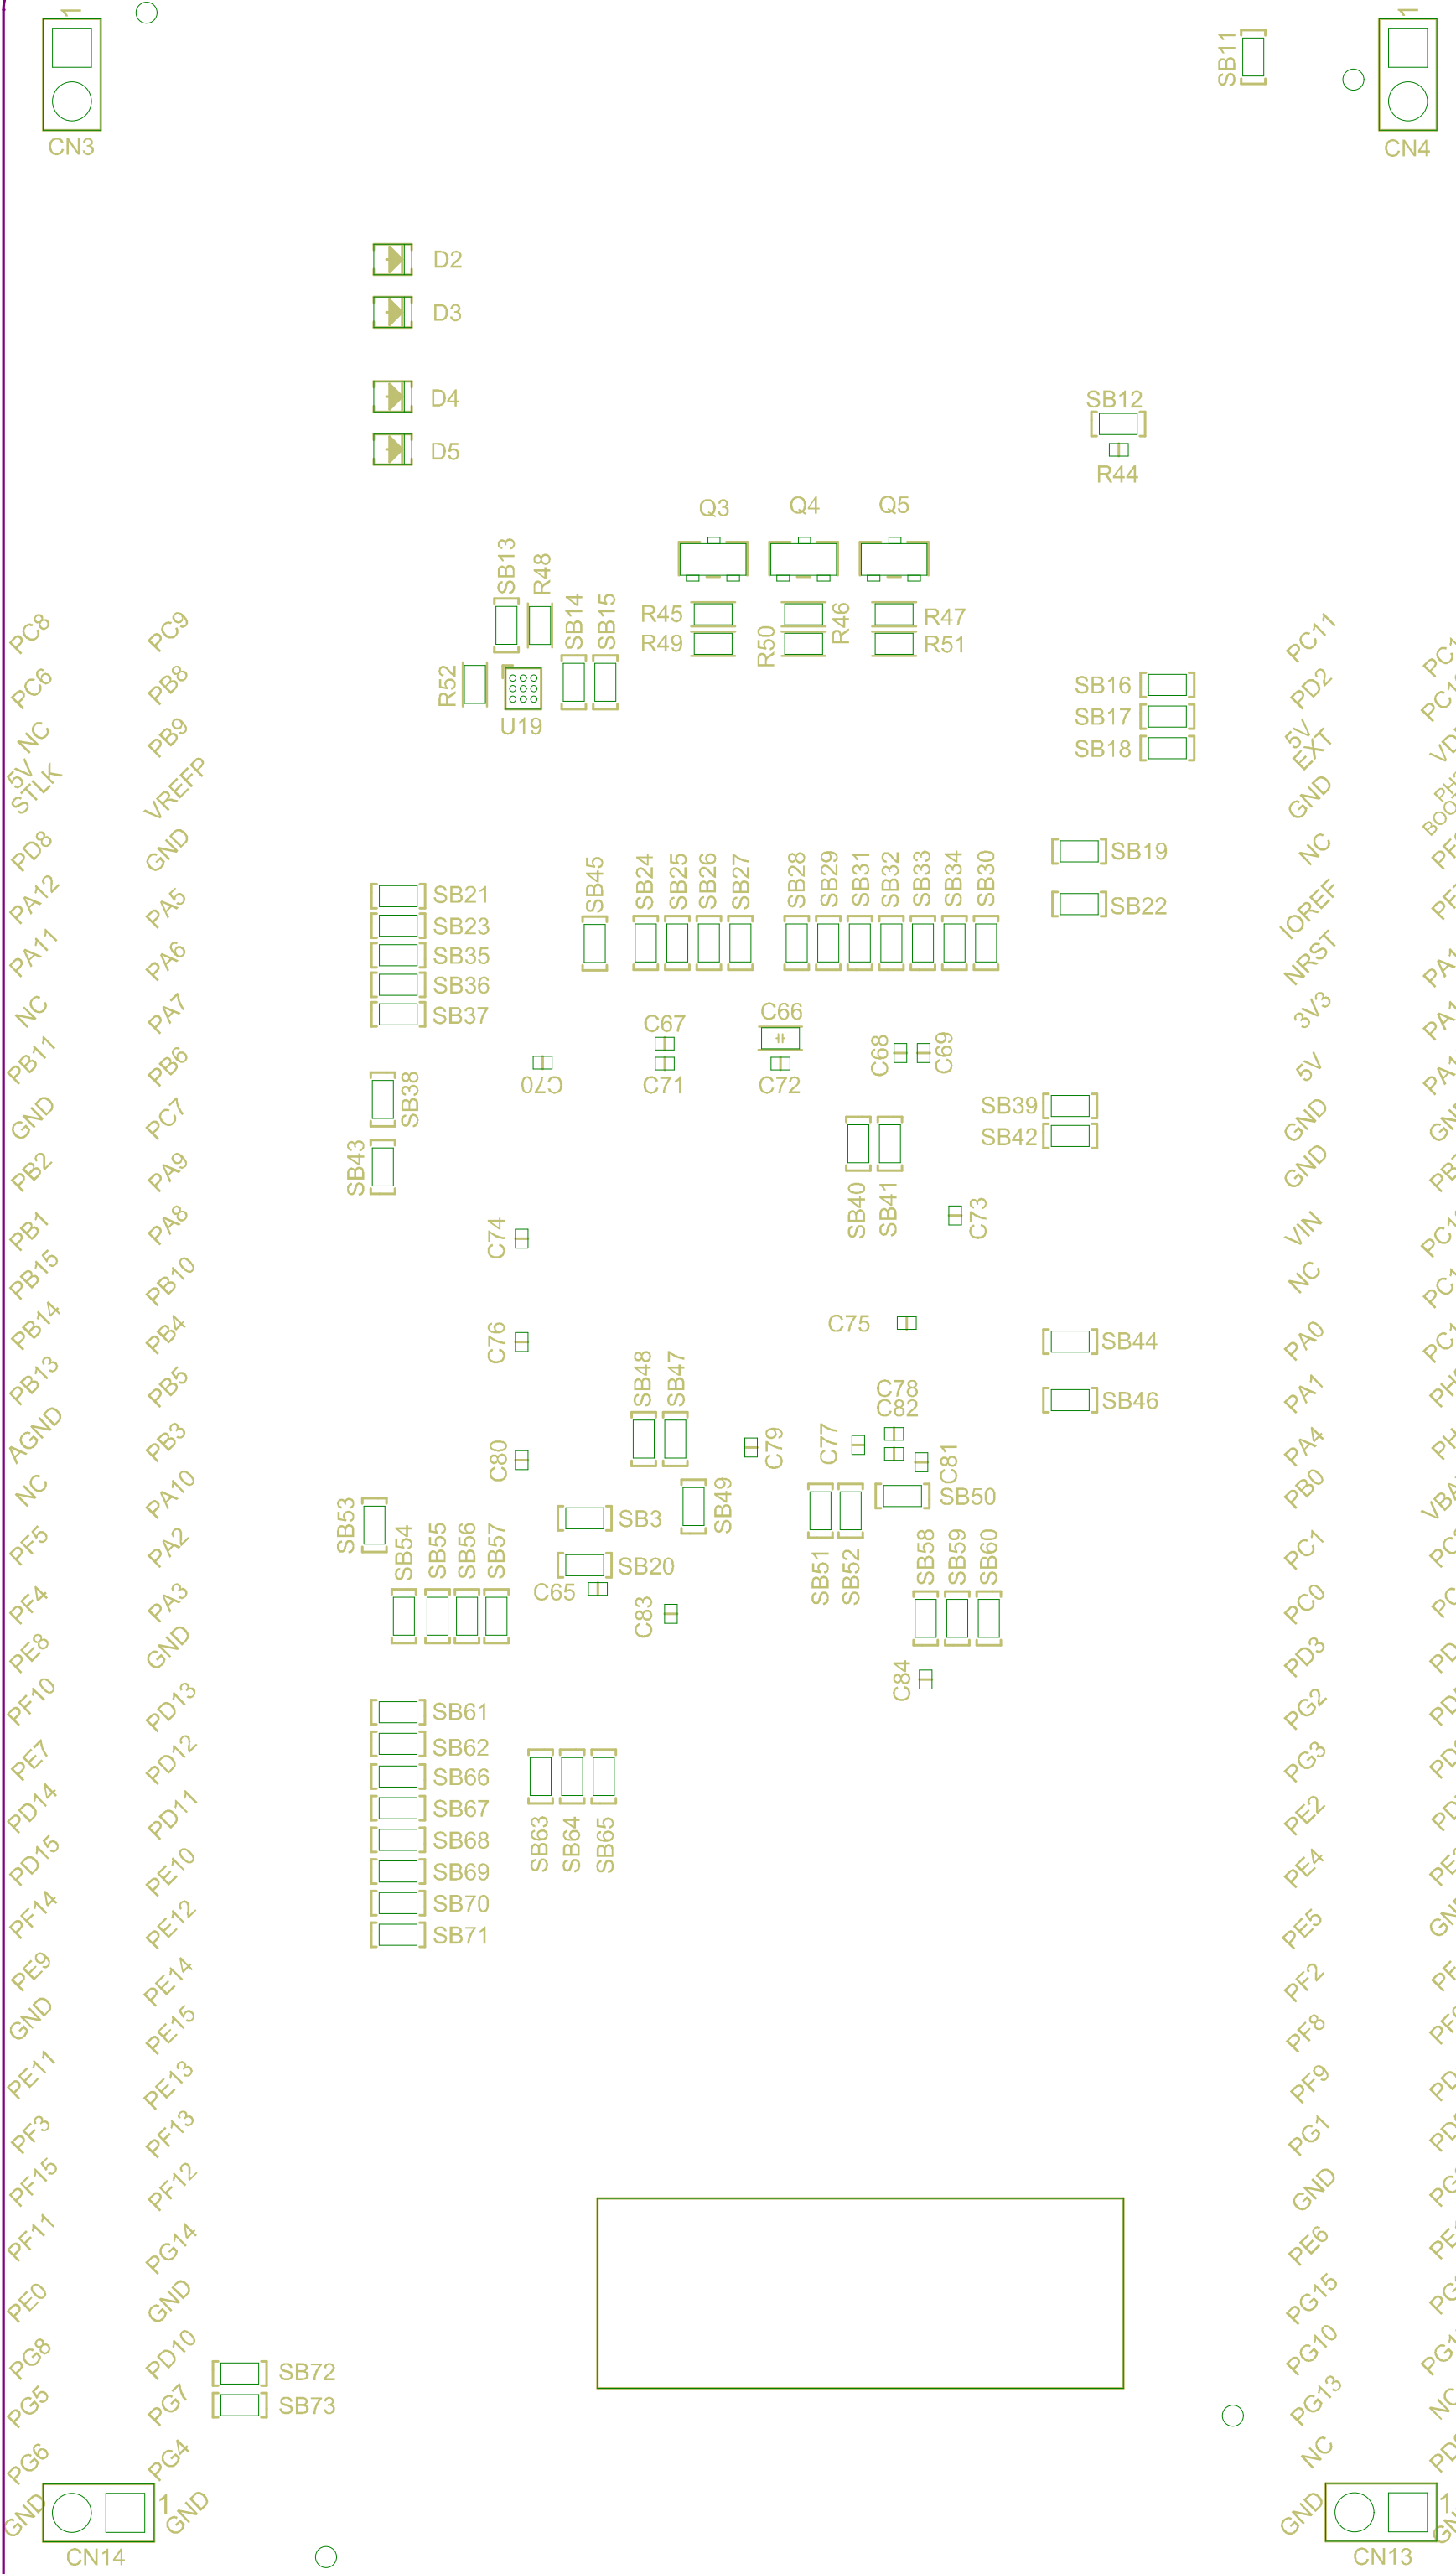 1
1
SB11
CN3
CN4
D2
D3
D4
D5
SB12
R44
Q3
Q4
Q5
SB13
R48
SB14
SB15
R45
R46
R47
R49
R50
R51
R52
U19
SB16
SB17
SB18
PC8
PC9
PC11
PC6
PB8
PD2
NC
PB9
5V
EXT
5V
STLK
VREFP
GND
PD8
GND
NC
PA12
PA5
IOREF
PA11
PA6
NRST
NC
PA7
3V3
PB11
PB6
5V
GND
PC7
GND
PB2
PA9
GND
PB1
PA8
VIN
PB15
PB10
NC
PB14
PB4
PA0
PB13
PB5
PA1
AGND
PB3
PA4
NC
PA10
PB0
PF5
PA2
PC1
PF4
PA3
PC0
PE8
GND
PD3
PF10
PD13
PG2
PE7
PD12
PG3
PD14
PD11
PE2
PD15
PE10
PE4
PF14
PE12
PE5
PE9
PE14
PF2
GND
PE15
PF8
PE11
PE13
PF9
PF3
PF13
PG1
PF15
PF12
GND
PF11
PG14
PE6
PE0
GND
PG15
PG8
PD10
PG10
PG5
PG7
PG13
NC
PG6
PG4
NC
GND
GND
GND
SB19
SB22
SB21
SB23
SB35
SB36
SB37
SB45
SB24
SB25
SB26
SB27
SB28
SB29
SB31
SB32
SB33
SB34
SB30
C66
C67
C68
C69
C70
C71
C72
SB38
SB43
SB39
SB42
SB40
SB41
C73
C74
C75
C76
SB44
SB46
SB48
SB47
C78
C82
C77
C79
C80
C81
SB49
SB50
SB53
SB54
SB55
SB56
SB57
SB3
SB20
C65
C83
SB51
SB52
SB58
SB59
SB60
C84
SB61
SB62
SB66
SB67
SB68
SB69
SB70
SB71
SB63
SB64
SB65
SB72
SB73
1
1
CN14
CN13